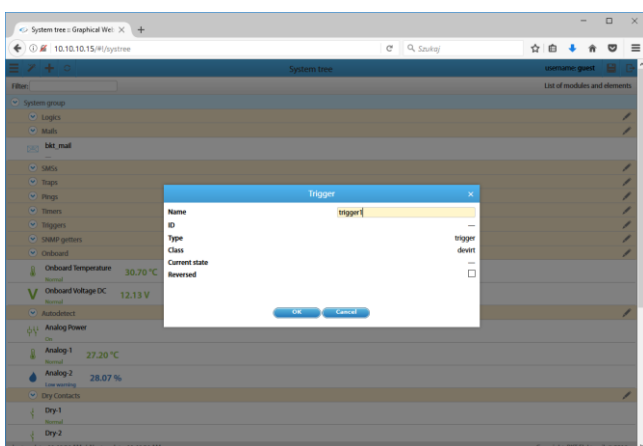 System tree :: Graphical Web
10.10.10.15/#!/systree
Szukaj
System tree
username: guest
Filter:
List of modules and elements
System group
Logics
Mails
bkt_mail
---
SMSs
Traps
Pings
Timers
Triggers
SNMP getters
Onboard
Onboard Temperature 30.70 °C
Normal
Onboard Voltage DC 12.13 V
Normal
Autodetect
Analog Power
On
Analog-1 27.20 °C
Normal
Analog-2 28.07 %
Low warning
Dry Contacts
Dry-1
Normal
Dry-2
Trigger
Name trigger1
ID ---
Type trigger
Class devirt
Current state ---
Reversed
OK Cancel